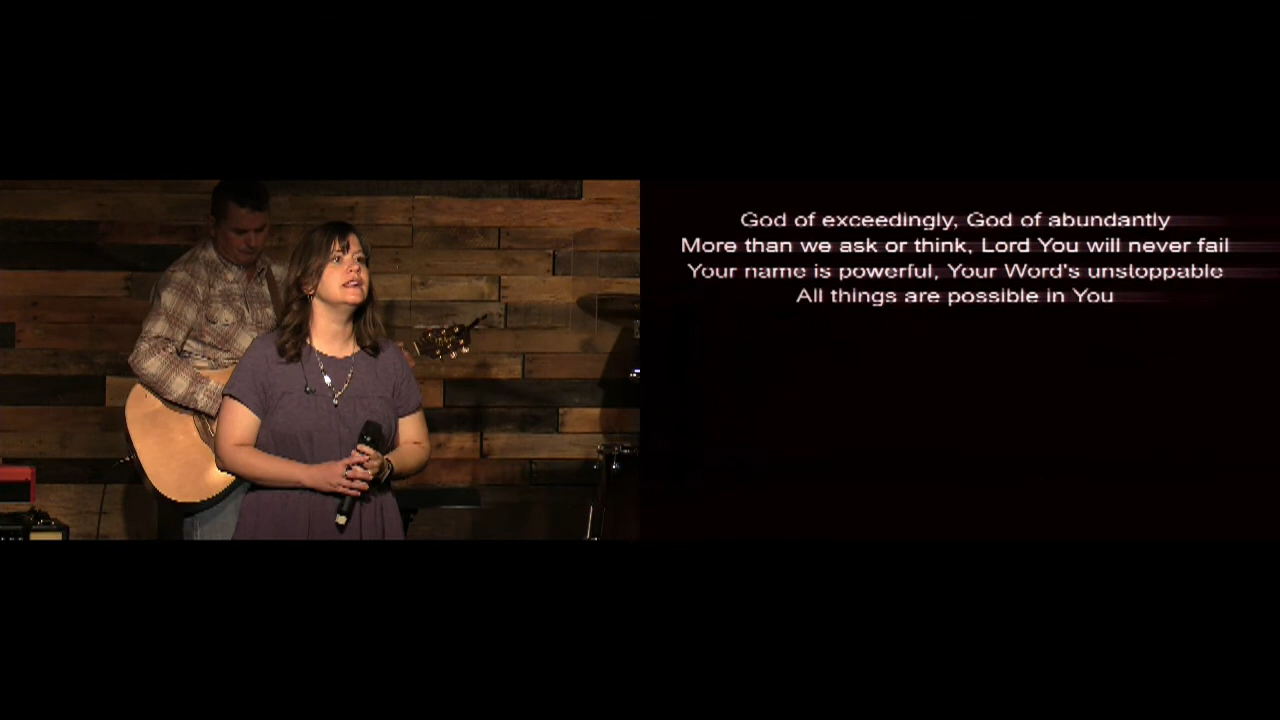 God of exceedingly, God of abundantly
More than we ask or think, Lord You will never fail
Your name is powerful, Your Word's unstoppable
All things are possible in You